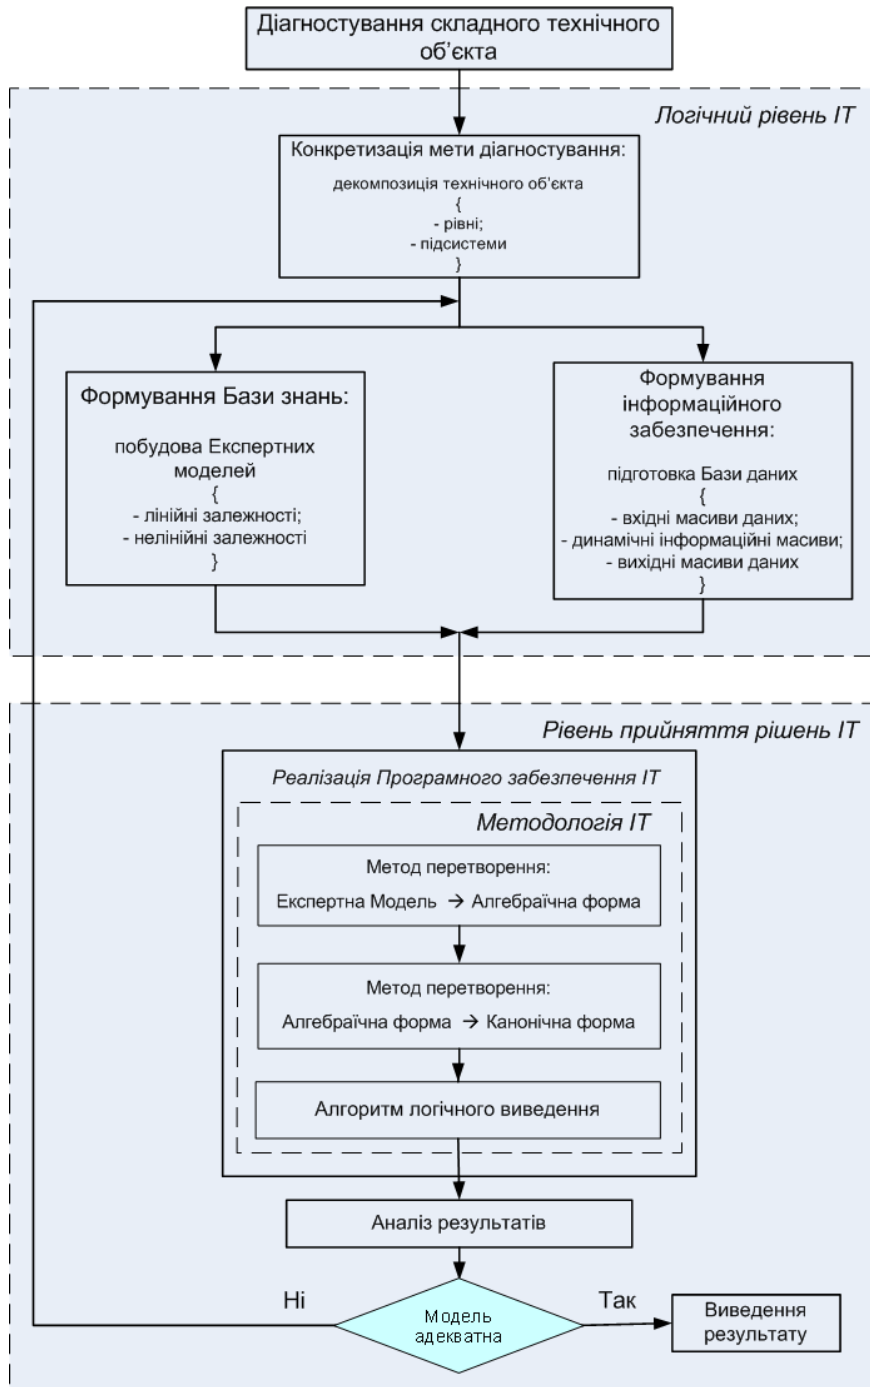 Діагностування складного технічного
об’єкта
Логічний рівень ІТ
Конкретизація мети діагностування:
декомпозиція технічного об’єкта
{
- рівні;
- підсистеми
}
Формування Бази знань:
побудова Експертних
моделей
{
- лінійні залежності;
- нелінійні залежності
}
Формування
інформаційного
забезпечення:
підготовка Бази даних
{
- вхідні масиви даних;
- динамічні інформаційні масиви;
- вихідні масиви даних
}
Рівень прийняття рішень ІТ
Реалізація Програмного забезпечення ІТ
Методологія ІТ
Метод перетворення:
Експертна Модель → Алгебраїчна форма
Метод перетворення:
Алгебраїчна форма → Канонічна форма
Алгоритм логічного виведення
Аналіз результатів
Ні
Модель
адекватна
Так
Виведення
результату